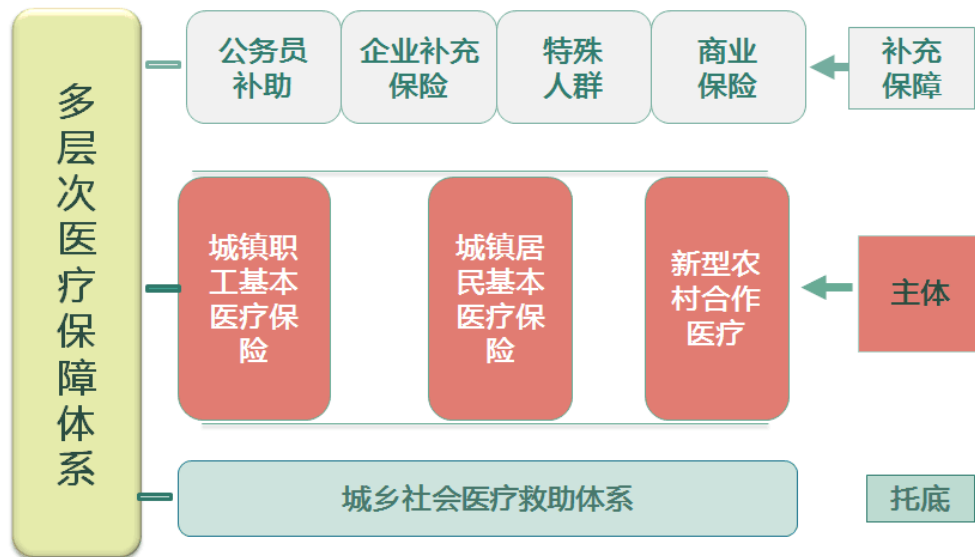 多层次医疗保障体系
公务员
补助
企业补充
保险
特殊
人群
商业
保险
补充
保障
城镇职
工基本
医疗保
险
城镇居
民基本
医疗保
险
新型农
村合作
医疗
主体
城乡社会医疗救助体系
托底